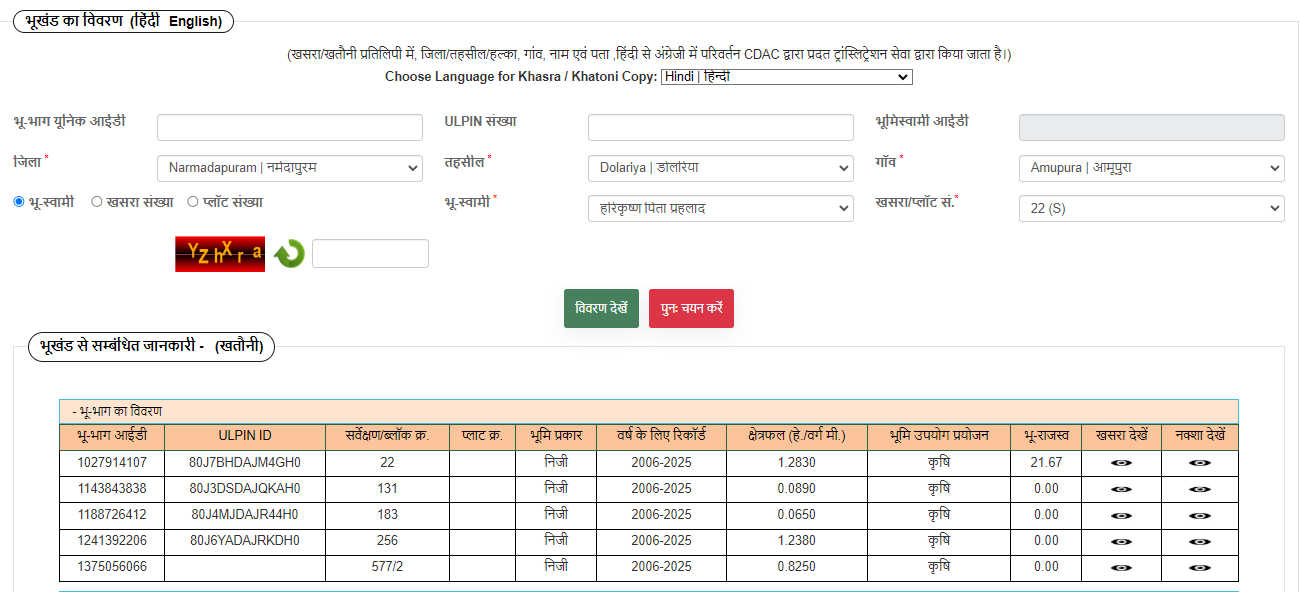 भूखंड का विवरण (हिंदी English)
(खसरा/खतौनी प्रतिलिपी में, जिला/तहसील/हल्का, गांव, नाम एवं पता ,हिंदी से अंग्रेजी में परिवर्तन CDAC द्वारा प्रदत ट्रांस्लिट्रेशन सेवा द्वारा किया जाता है।)
Choose Language for Khasra / Khatoni Copy: Hindi | हिन्दी
भू-भाग यूनिक आईडी ULPIN संख्या भूमिस्वामी आईडी
जिला * Narmadapuram | नर्मदापुरम तहसील * Dolariya | डोलरिया गाँव * Amupura | आमूपुरा
भू-स्वामी खसरा संख्या प्लॉट संख्या भू-स्वामी * हरिकृष्ण पिता प्रहलाद खसरा/प्लॉट सं.* 22 (S)
YzhXra
विवरण देखें पुनः चयन करें
भूखंड से सम्बंधित जानकारी - (खतौनी)
- भू-भाग का विवरण
भू-भाग आईडी ULPIN ID सर्वेक्षण/ब्लॉक क्र. प्लाट क्र. भूमि प्रकार वर्ष के लिए रिकॉर्ड क्षेत्रफल (हे./वर्ग मी.) भूमि उपयोग प्रयोजन भू-राजस्व खसरा देखें नक्शा देखें
1027914107 80J7BHDAJM4GH0 22 निजी 2006-2025 1.2830 कृषि 21.67
1143843838 80J3DSDAJQKAH0 131 निजी 2006-2025 0.0890 कृषि 0.00
1188726412 80J4MJDAJR44H0 183 निजी 2006-2025 0.0650 कृषि 0.00
1241392206 80J6YADAJRKDH0 256 निजी 2006-2025 1.2380 कृषि 0.00
1375056066 577/2 निजी 2006-2025 0.8250 कृषि 0.00